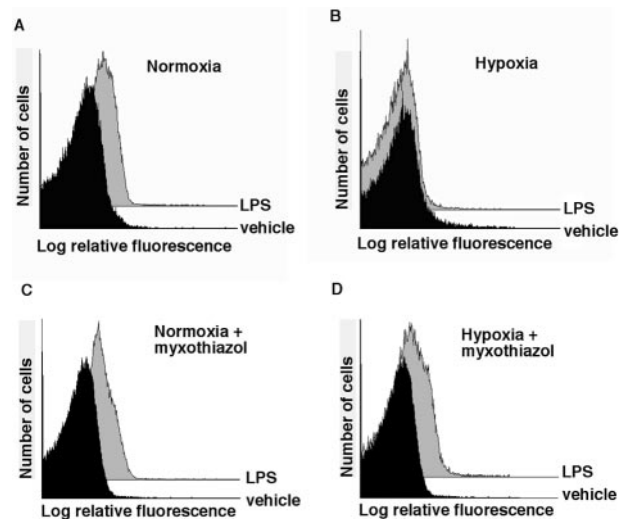 A
Normoxia
Number of cells
LPS
vehicle
Log relative fluorescence
B
Hypoxia
Number of cells
LPS
vehicle
Log relative fluorescence
C
Normoxia +
myxothiazol
Number of cells
LPS
vehicle
Log relative fluorescence
D
Hypoxia +
myxothiazol
Number of cells
LPS
vehicle
Log relative fluorescence